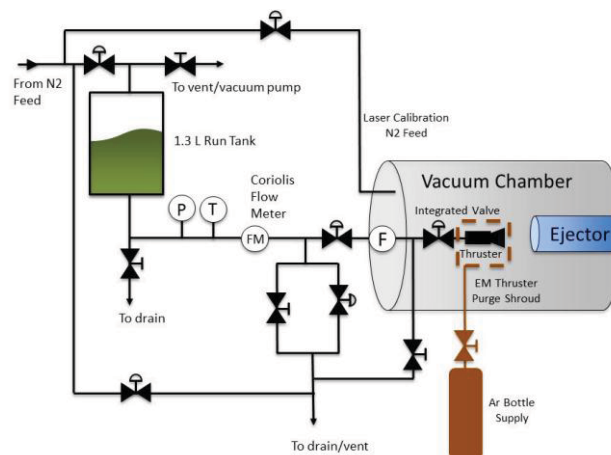 From N2
Feed
To vent/vacuum pump
1.3 L Run Tank
Laser Calibration
N2 Feed
Coriolis
Flow
Meter
P
T
FM
F
Vacuum Chamber
Integrated Valve
Thruster
Ejector
EM Thruster
Purge Shroud
To drain
Ar Bottle
Supply
To drain/vent